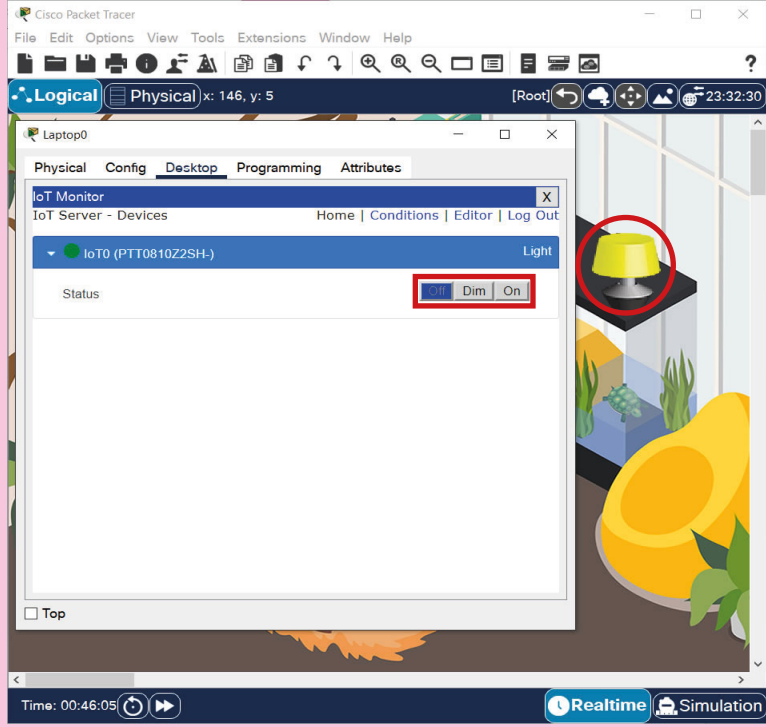 Cisco Packet Tracer
File Edit Options View Tools Extensions Window Help
?
Logical Physical x: 146, y: 5 [Root] 23:32:30
Laptop0
Physical Config Desktop Programming Attributes
IoT Monitor X
IoT Server - Devices Home | Conditions | Editor | Log Out
IoT0 (PTT0810Z2SH-) Light
Status Off Dim On
Top
Time: 00:46:05 Realtime Simulation